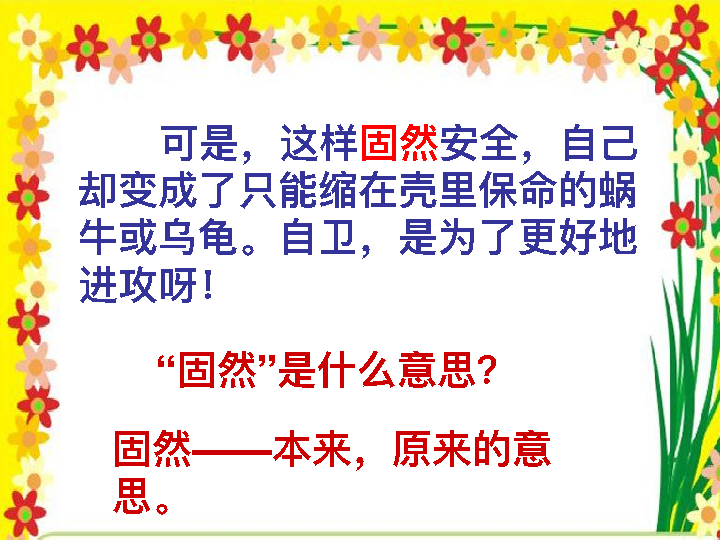 可是，这样固然安全，自己
却变成了只能缩在壳里保命的蜗
牛或乌龟。自卫，是为了更好地
进攻呀！
“固然”是什么意思？
固然——本来，原来的意
思。